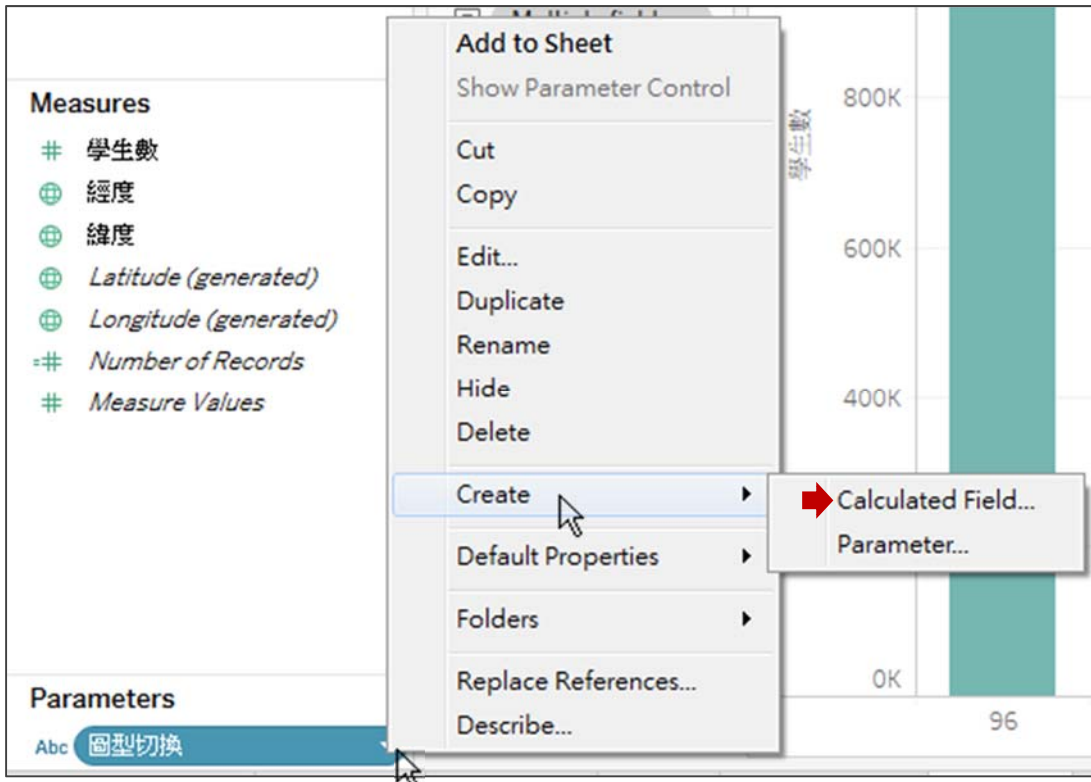 Measures
學生數
經度
緯度
Latitude (generated)
Longitude (generated)
Number of Records
Measure Values
Parameters
Abc 圖型切換
Add to Sheet
Show Parameter Control
Cut
Copy
Edit...
Duplicate
Rename
Hide
Delete
Create
Default Properties
Folders
Replace References...
Describe...
Calculated Field...
Parameter...
學生數
800K
600K
400K
0K
96